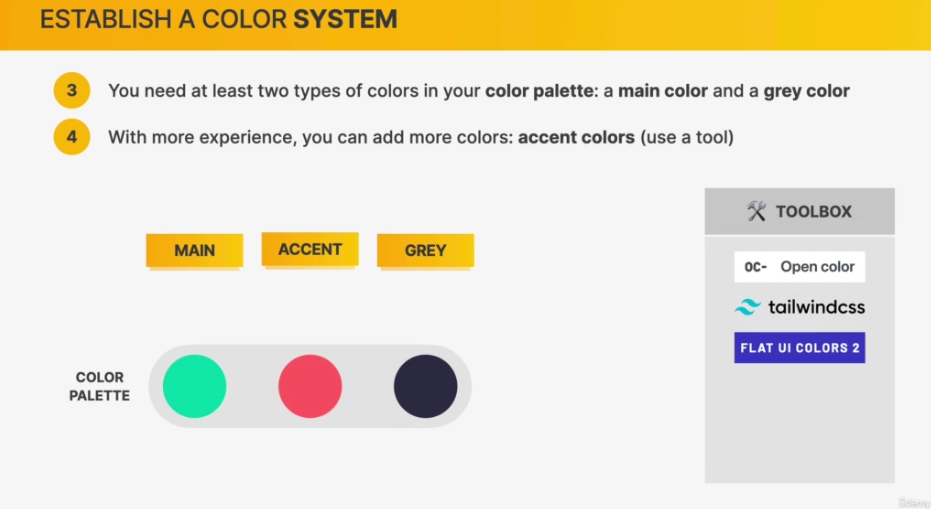 ESTABLISH A COLOR SYSTEM
3 You need at least two types of colors in your color palette: a main color and a grey color
4 With more experience, you can add more colors: accent colors (use a tool)
TOOLBOX
MAIN ACCENT GREY
OC- Open color
tailwindcss
FLAT UI COLORS 2
COLOR
PALETTE
Udemy